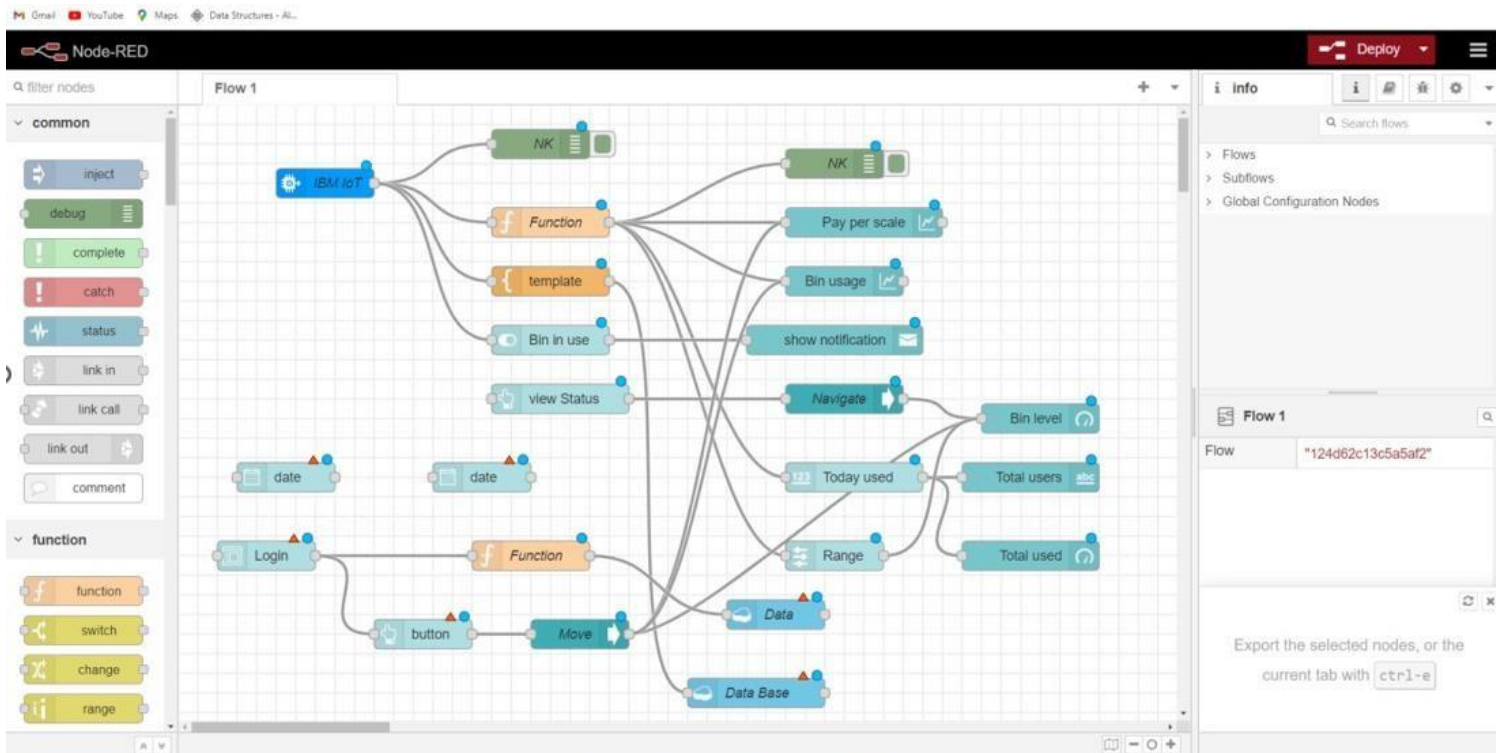 Gmail YouTube Maps Data Structures - Al...
Node-RED Deploy
filter nodes
Flow 1
info
i
Search flows
common
inject
debug
complete
catch
status
link in
link call
link out
comment
function
function
switch
change
range
IBM IoT
NK
NK
Function
Pay per scale
template
Bin usage
Bin in use
show notification
view Status
Navigate
Bin level
date
date
123 Today used
Total users abc
Login
Function
Range
Total used
button
Move
Data
Data Base
Flows
Subflows
Global Configuration Nodes
Flow 1
Flow "124d62c13c5a5af2"
Export the selected nodes, or the
current tab with ctrl-e